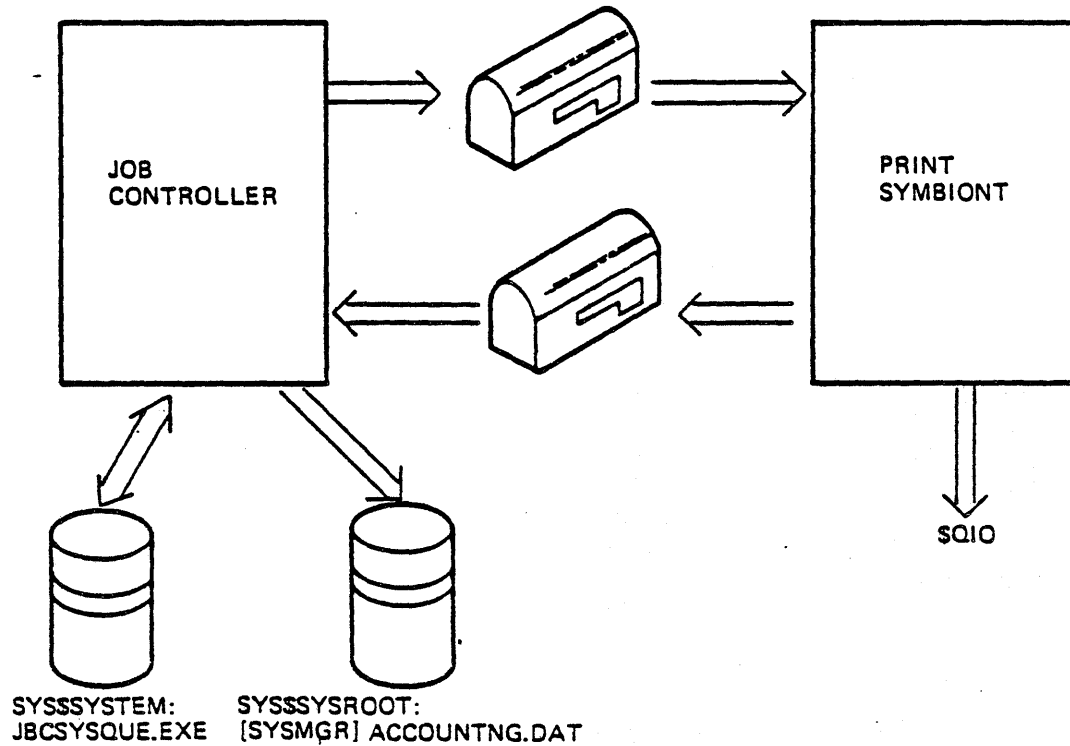 JOB
CONTROLLER
PRINT
SYMBIONT
$QIO
SYS$SYSTEM:
JBCSYSQUE.EXE
SYS$SYSROOT:
[SYSMGR] ACCOUNTNG.DAT